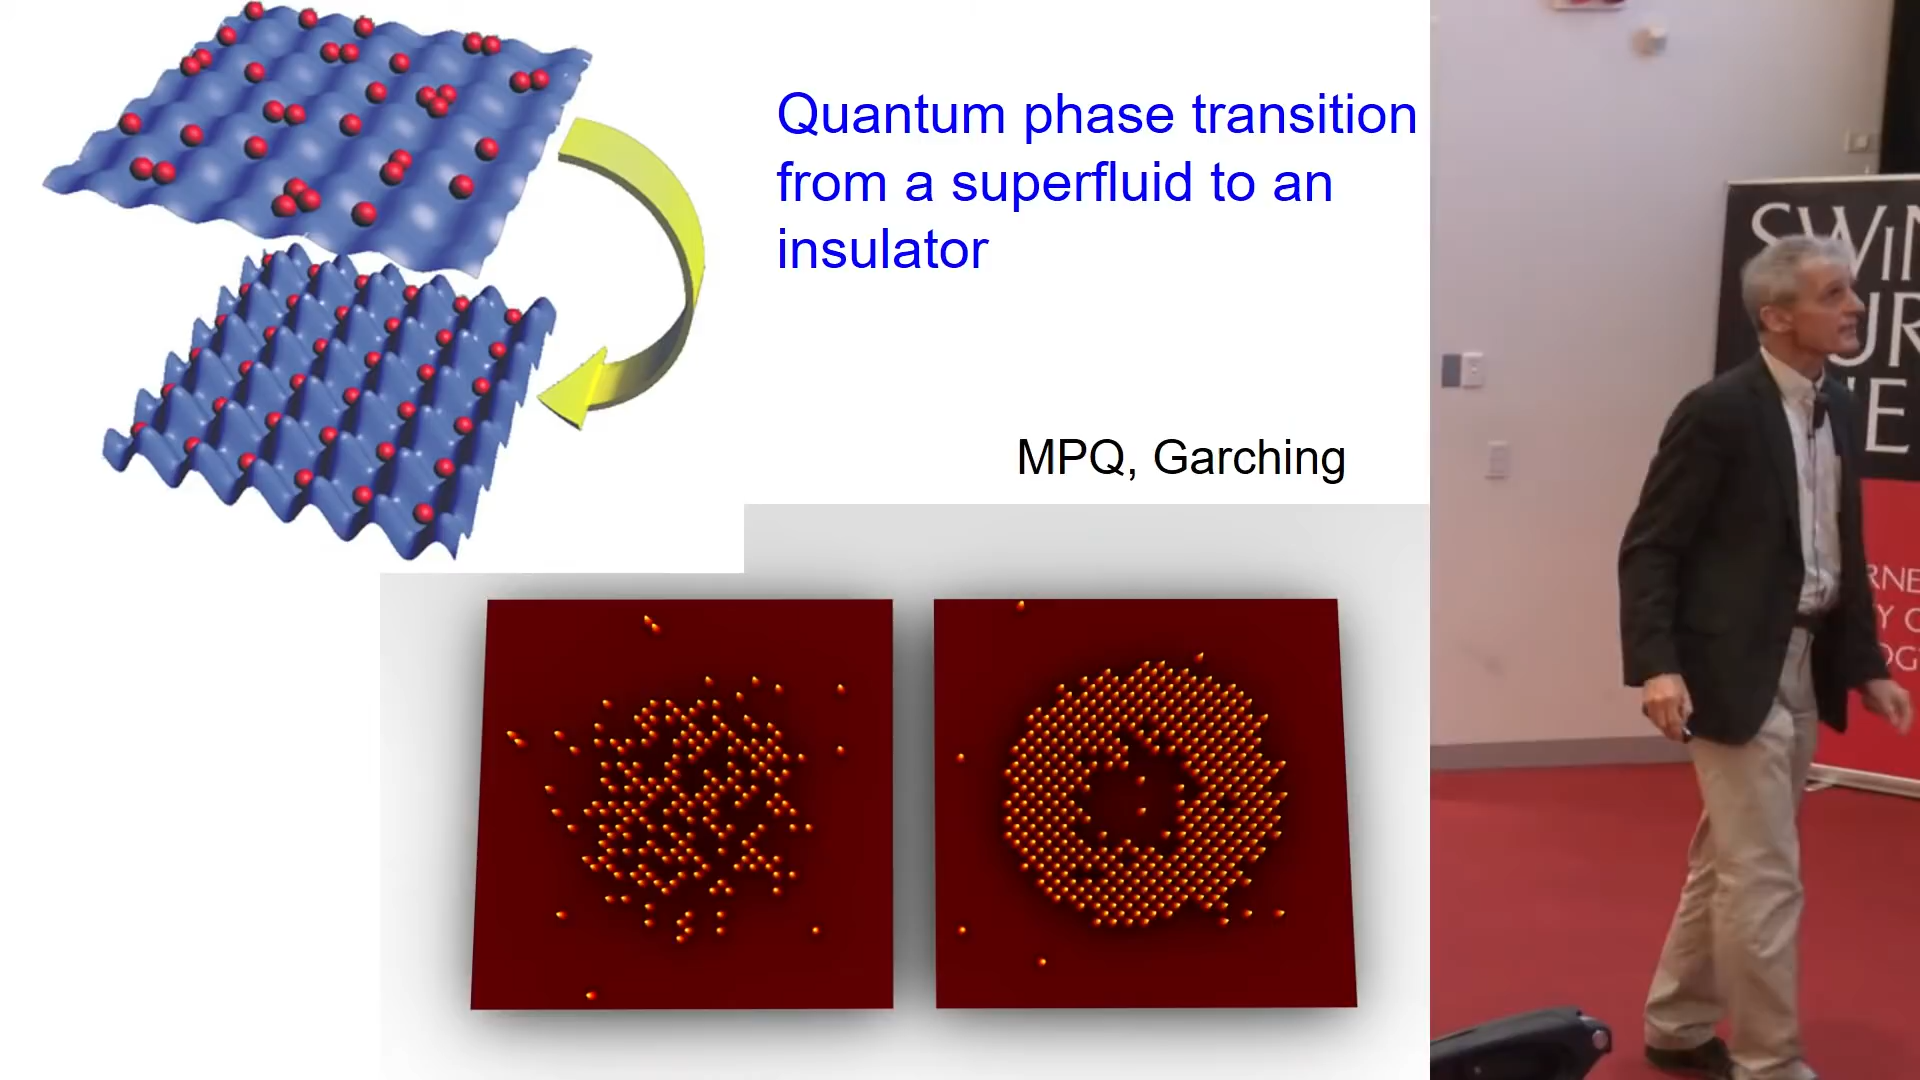 Quantum phase transition
from a superfluid to an
insulator
MPQ, Garching